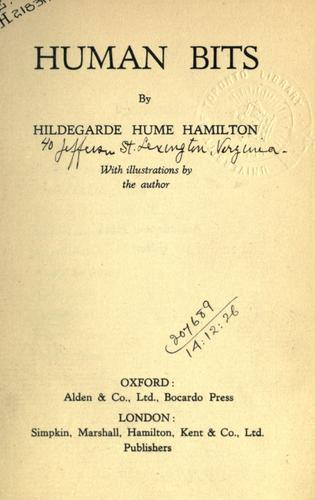 HUMAN BITS
By
HILDEGARDE HUME HAMILTON
40 Jefferson St. Lexington, Virginia.
With illustrations by
the author
207689
14:12:26
OXFORD:
Alden & Co., Ltd., Bocardo Press
LONDON:
Simpkin, Marshall, Hamilton, Kent & Co., Ltd.
Publishers